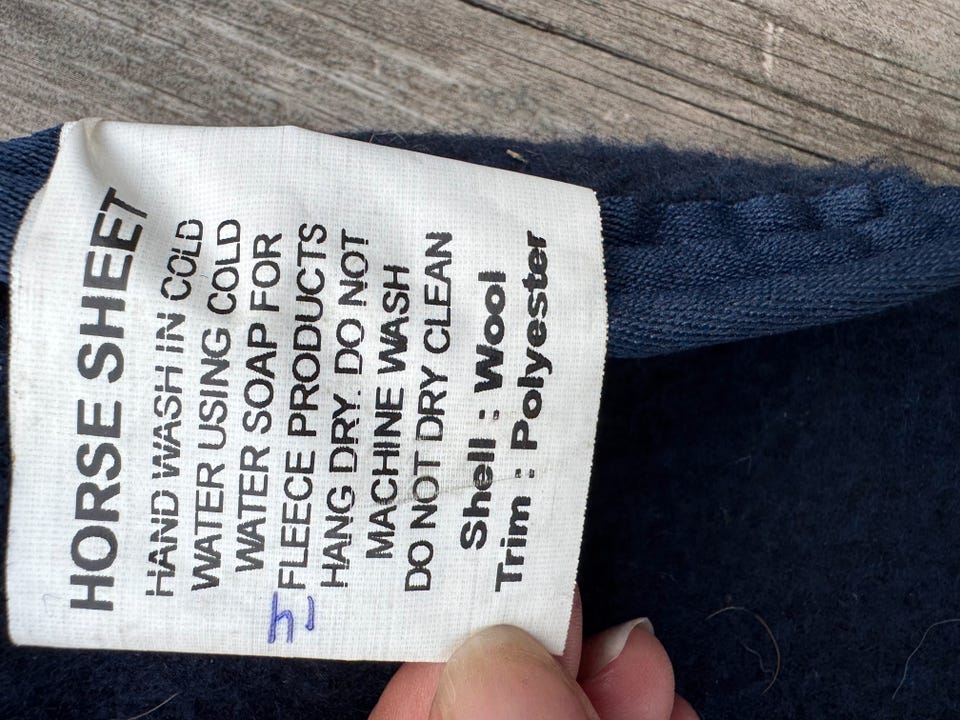 HORSE SHEET
HAND WASH IN COLD
WATER USING COLD
WATER SOAP FOR
FLEECE PRODUCTS
HANG DRY. DO NOT
MACHINE WASH
DO NOT DRY CLEAN
Shell : Wool
Trim : Polyester